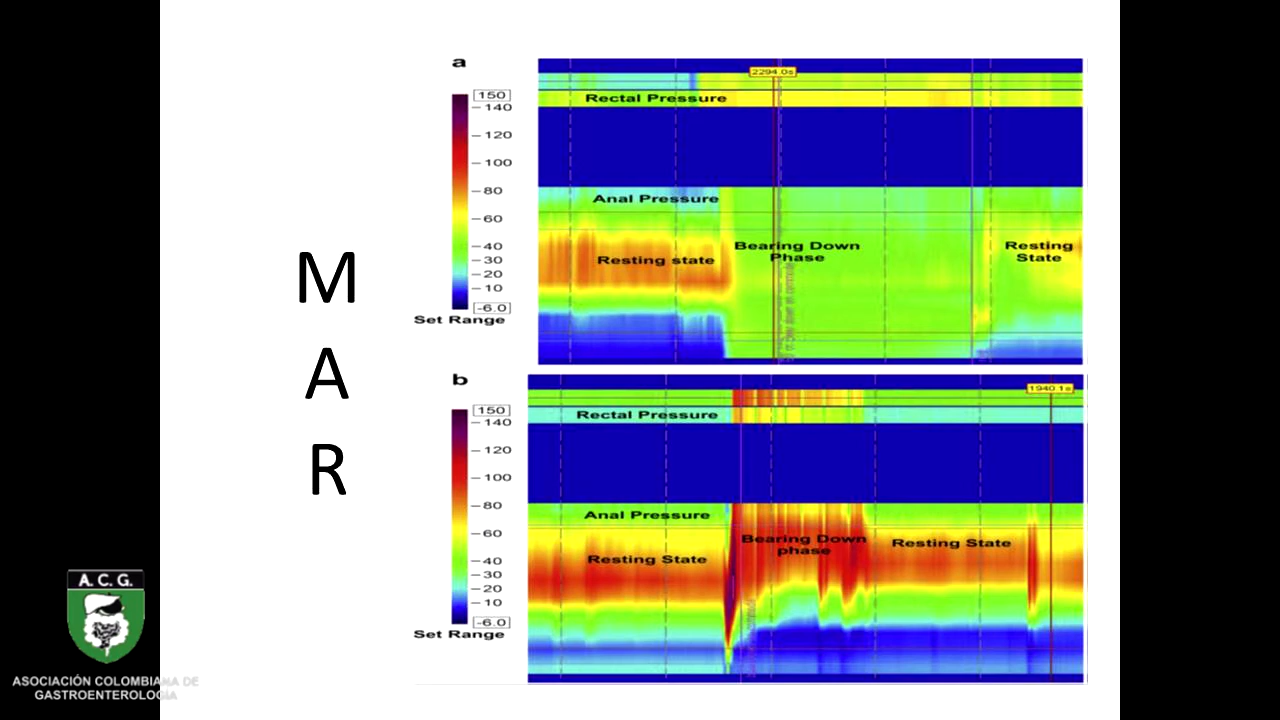 a
2294.0s
Rectal Pressure
150
140
120
100
80
60
40
30
20
10
-6.0
Set Range
Anal Pressure
Resting state
Bearing Down
Phase
Resting
State
M
A
R
b
1940.1s
Rectal Pressure
150
140
120
100
80
60
40
30
20
10
-6.0
Set Range
Anal Pressure
Resting State
Bearing Down
phase
Resting State
A.C.G.
ASOCIACIÓN COLOMBIANA DE
GASTROENTEROLOGÍA